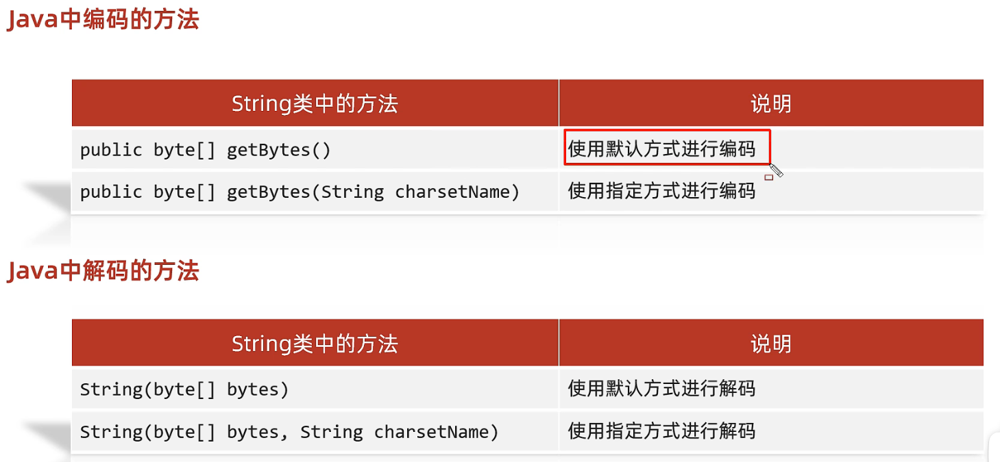 Java中编码的方法
String类中的方法 说明
public byte[] getBytes() 使用默认方式进行编码
public byte[] getBytes(String charsetName) 使用指定方式进行编码
Java中解码的方法
String类中的方法 说明
String(byte[] bytes) 使用默认方式进行解码
String(byte[] bytes, String charsetName) 使用指定方式进行解码